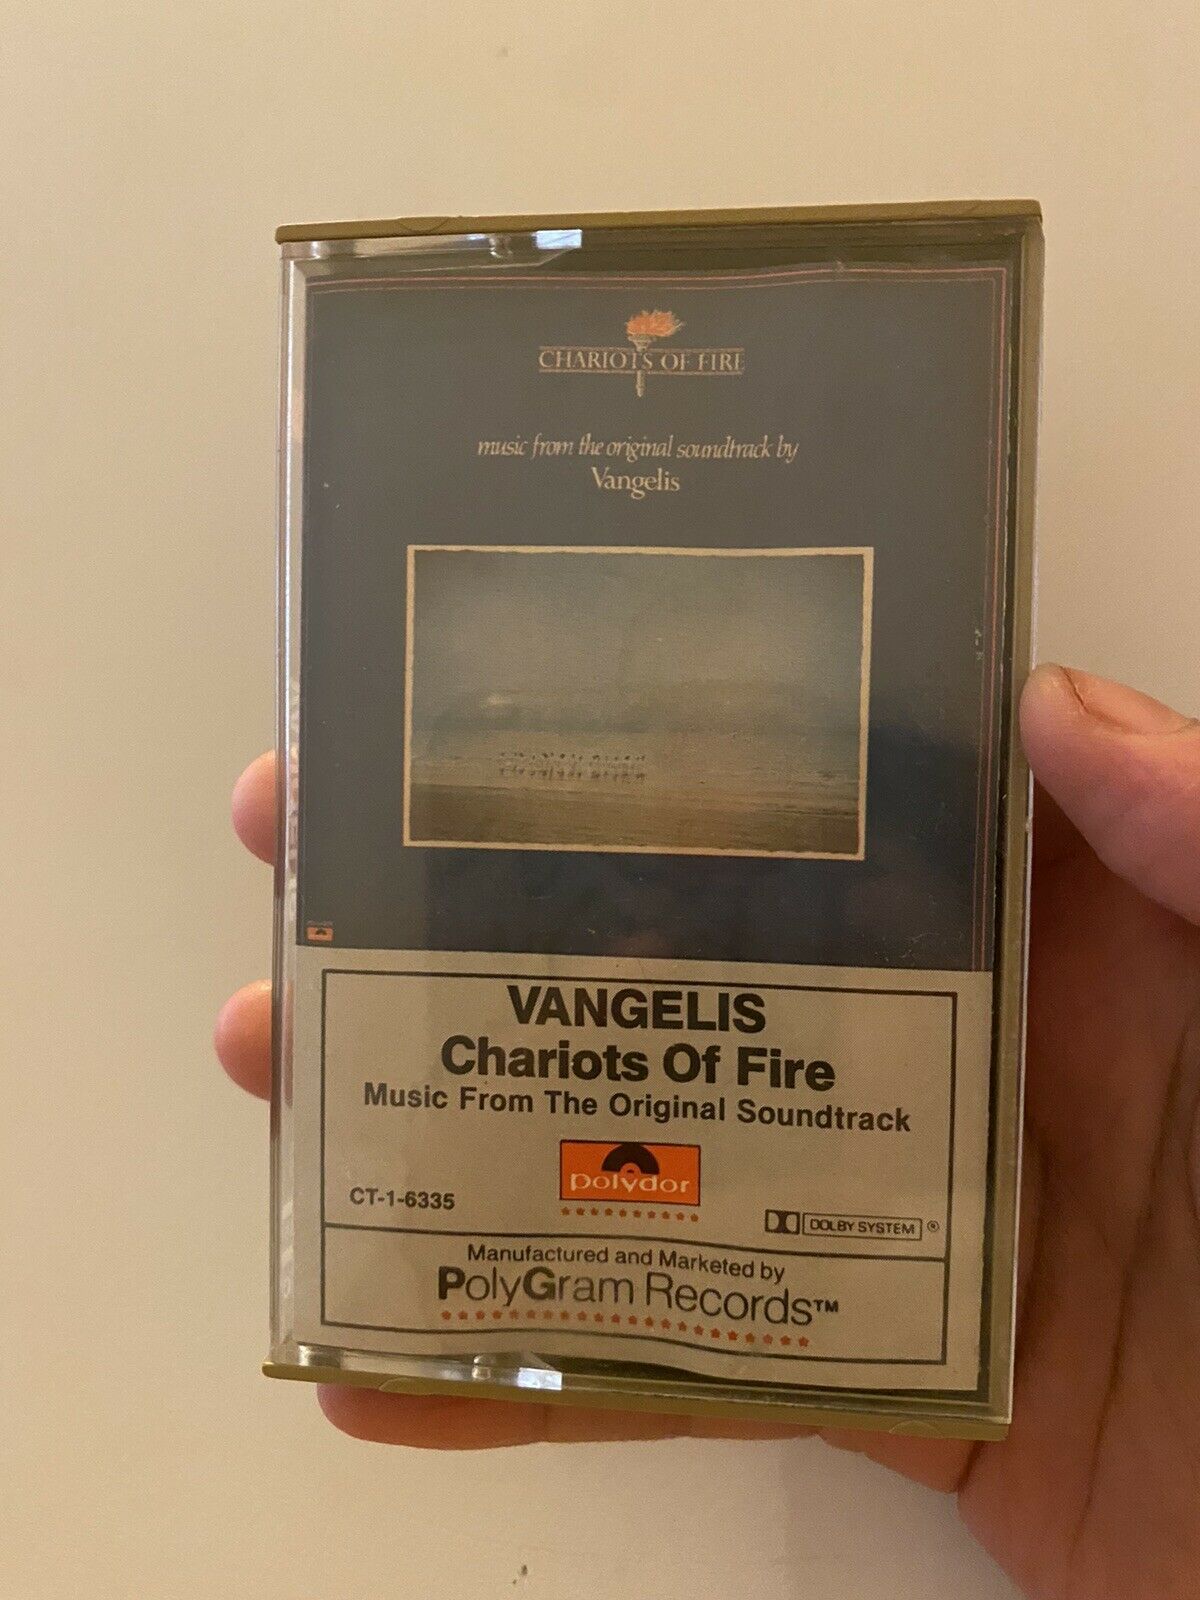 CHARIOTS OF FIRE
music from the original soundtrack by
Vangelis
VANGELIS
Chariots Of Fire
Music From The Original Soundtrack
polydor
CT-1-6335
DOLBY SYSTEM ®
Manufactured and Marketed by
PolyGram Records™